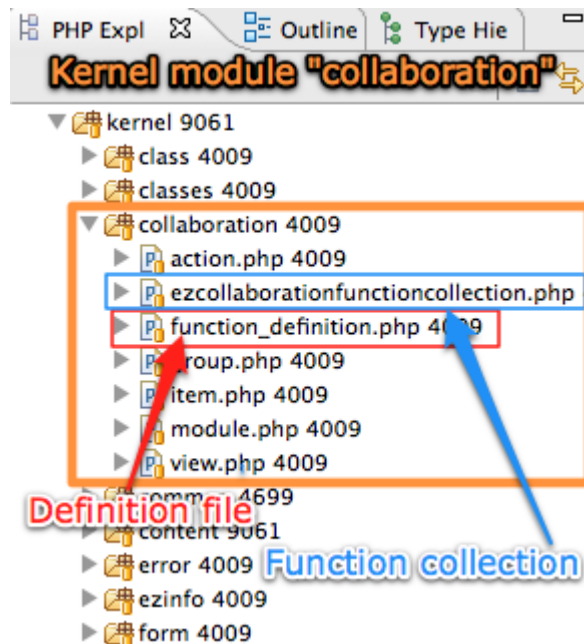 PHP Expl Outline Type Hie
Kernel module "collaboration"
kernel 9061
class 4009
classes 4009
collaboration 4009
action.php 4009
ezcollaborationfunctioncollection.php
function_definition.php 4009
group.php 4009
item.php 4009
module.php 4009
view.php 4009
4699
Definition file
content 9061
error 4009
Function collection
ezinfo 4009
form 4009